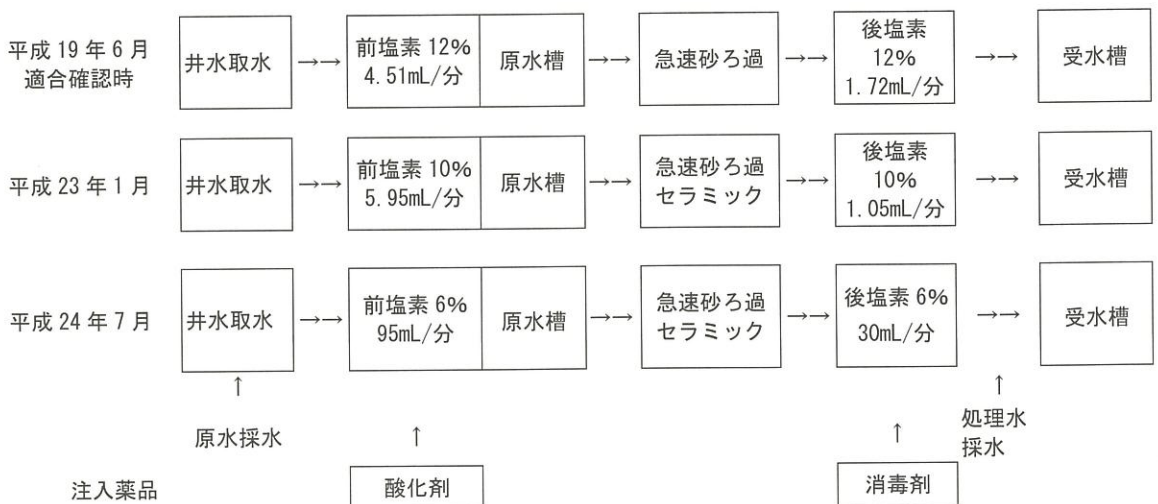 平成 19 年 6 月
適合確認時
井水取水
→→
前塩素 12%
4.51mL/分
原水槽
→→
急速砂ろ過
→→
後塩素
12%
1.72mL/分
→→
受水槽
平成 23 年 1 月
井水取水
→→
前塩素 10%
5.95mL/分
原水槽
→→
急速砂ろ過
セラミック
→→
後塩素
10%
1.05mL/分
→→
受水槽
平成 24 年 7 月
井水取水
→→
前塩素 6%
95mL/分
原水槽
→→
急速砂ろ過
セラミック
→→
後塩素 6%
30mL/分
→→
受水槽
↑
原水採水
↑
↑
↑
処理水
採水
注入薬品
酸化剤
消毒剤